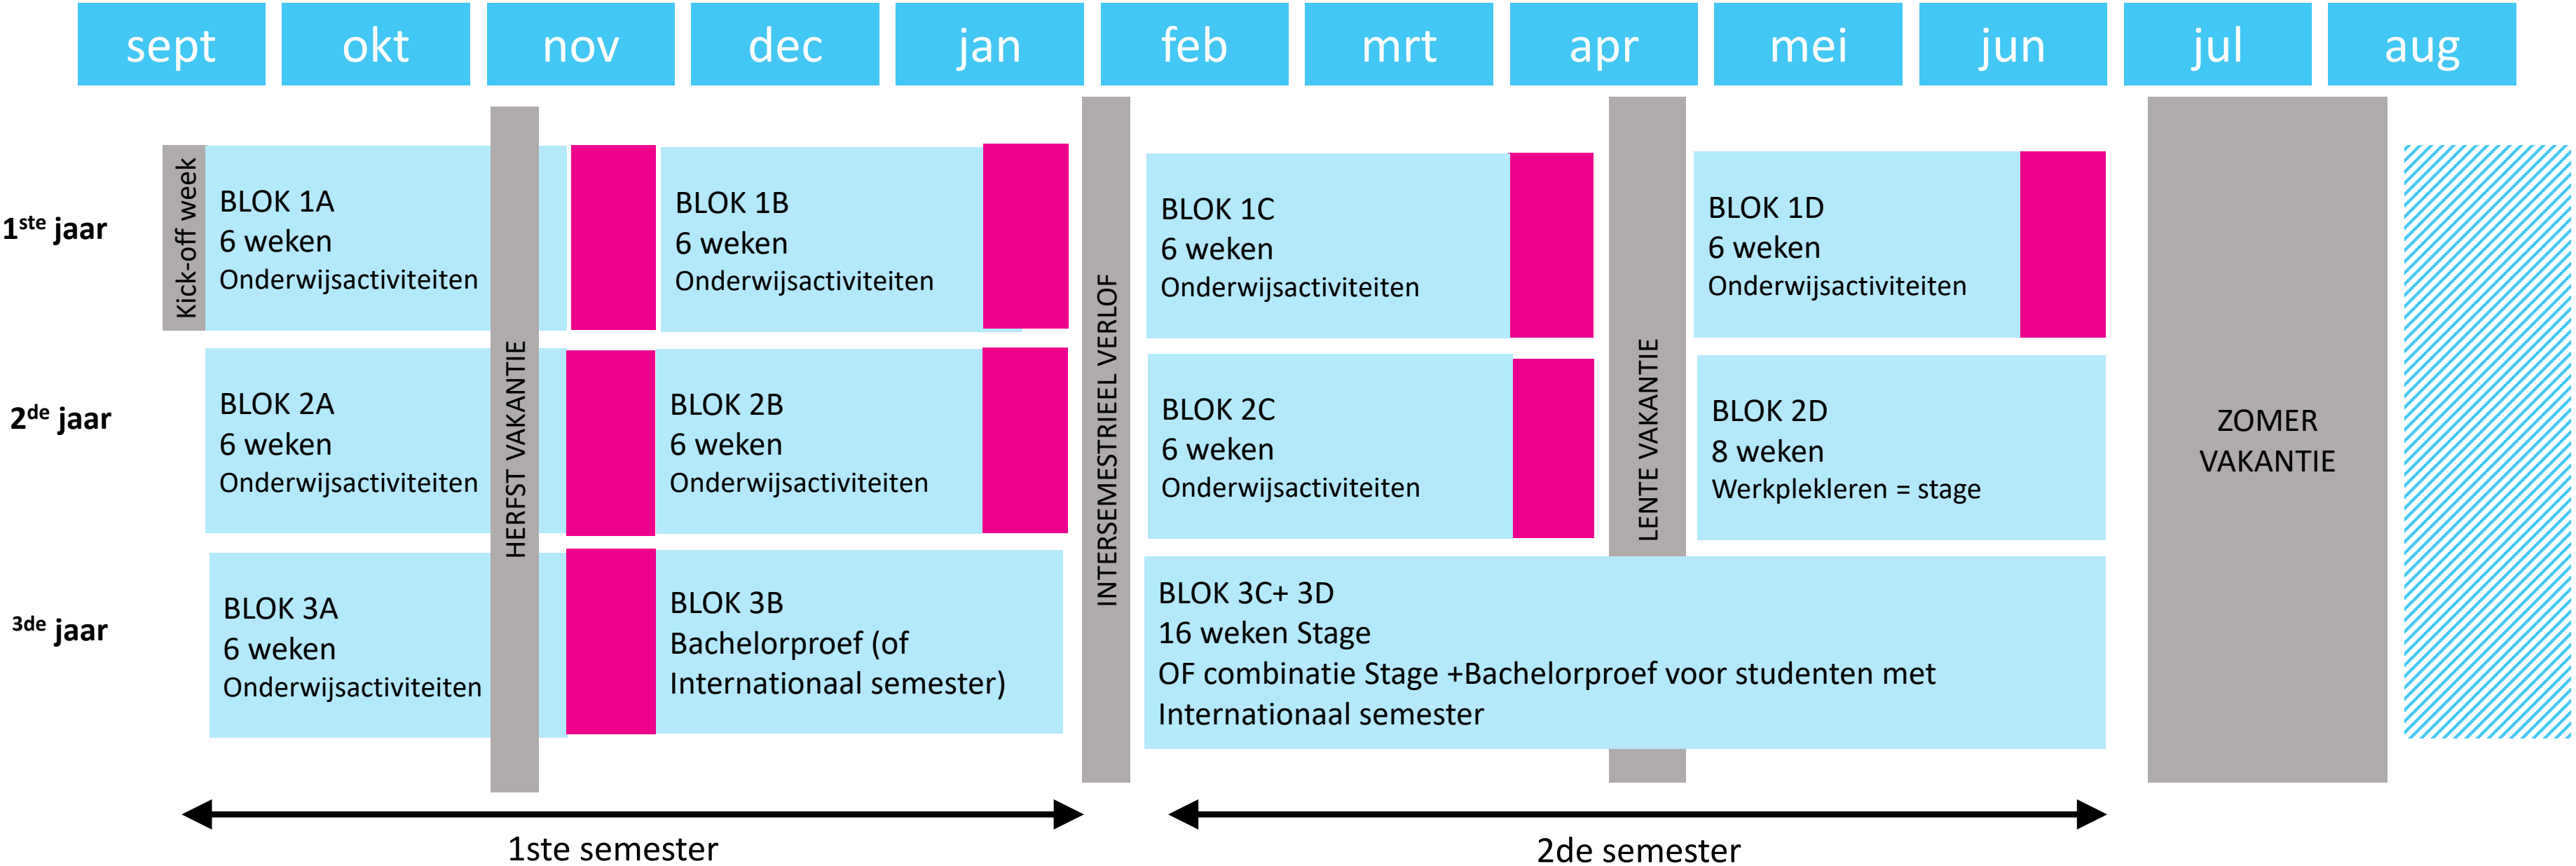 sept
okt
nov
dec
jan
feb
mrt
apr
mei
jun
jul
aug
1ste jaar
Kick-off week
BLOK 1A
6 weken
Onderwijsactiviteiten
BLOK 1B
6 weken
Onderwijsactiviteiten
BLOK 1C
6 weken
Onderwijsactiviteiten
BLOK 1D
6 weken
Onderwijsactiviteiten
2de jaar
BLOK 2A
6 weken
Onderwijsactiviteiten
HERFST VAKANTIE
BLOK 2B
6 weken
Onderwijsactiviteiten
INTERSEMESTRIEEL VERLOF
BLOK 2C
6 weken
Onderwijsactiviteiten
LENTE VAKANTIE
BLOK 2D
8 weken
Werkplekleren = stage
ZOMER
VAKANTIE
3de jaar
BLOK 3A
6 weken
Onderwijsactiviteiten
BLOK 3B
Bachelorproef (of
Internationaal semester)
BLOK 3C+ 3D
16 weken Stage
OF combinatie Stage +Bachelorproef voor studenten met
Internationaal semester
1ste semester
2de semester